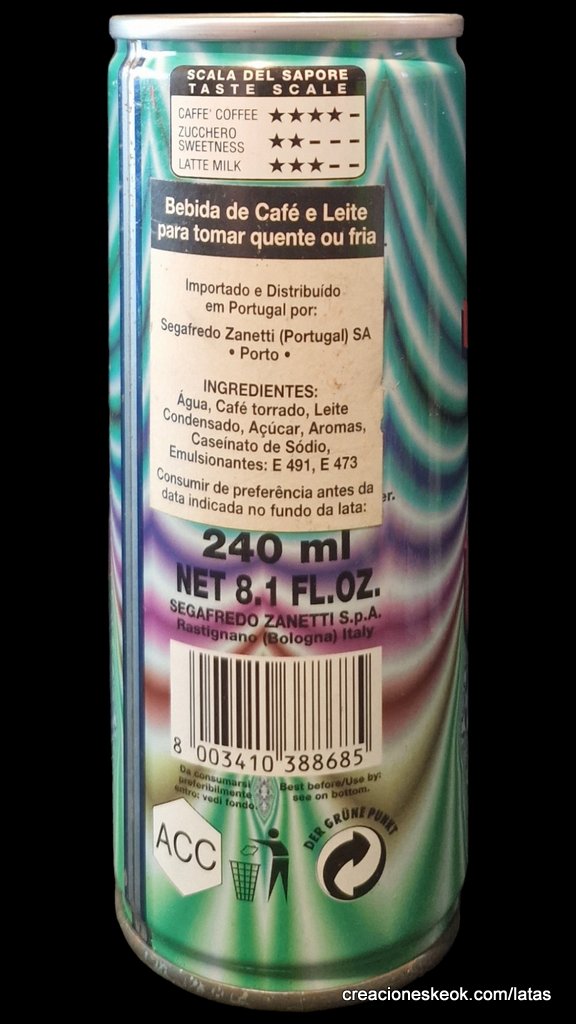 SCALA DEL SAPORE
TASTE SCALE
CAFFE' COFFEE ★★★★–
ZUCCHERO
SWEETNESS ★★–––
LATTE MILK ★★★––
Bebida de Café e Leite
para tomar quente ou fria
Importado e Distribuído
em Portugal por:
Segafredo Zanetti (Portugal) SA
• Porto •
INGREDIENTES:
Água, Café torrado, Leite
Condensado, Açúcar, Aromas,
Caseínato de Sódio,
Emulsionantes: E 491, E 473
Consumir de preferência antes da
data indicada no fundo da lata:
er.
240 ml
NET 8.1 FL.OZ.
SEGAFREDO ZANETTI S.p.A.
Rastignano (Bologna) Italy
8 003410 388685
Da consumarsi
preferibilmente
entro: vedi fondo.
Best before/Use by:
see on bottom.
ACC
DER GRÜNE PUNKT
creacioneskeok.com/latas